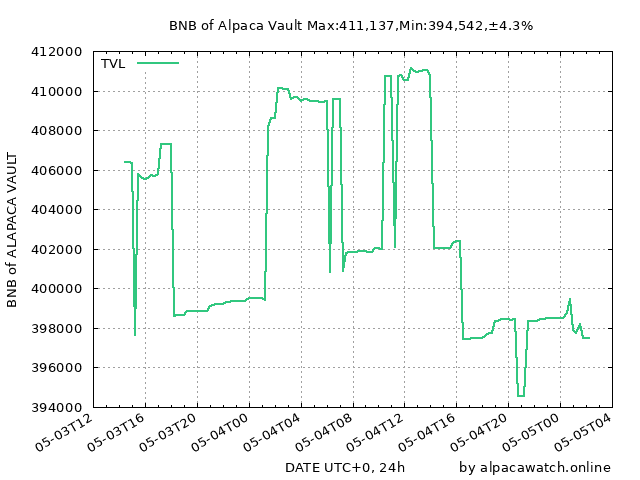 BNB of Alpaca Vault Max:411,137,Min:394,542,±4.3%
TVL
412000
410000
408000
406000
404000
402000
400000
398000
396000
394000
BNB of ALAPACA VAULT
05-03T12
05-03T16
05-03T20
05-04T00
05-04T04
05-04T08
05-04T12
05-04T16
05-04T20
05-05T00
05-05T04
DATE UTC+0, 24h
by alpacawatch.online